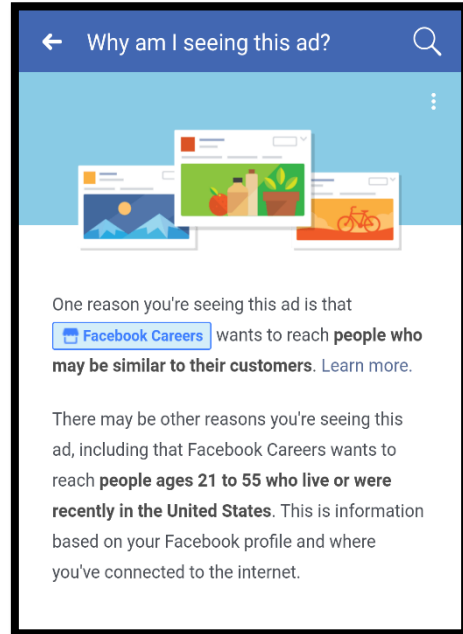 Why am I seeing this ad?
One reason you're seeing this ad is that
Facebook Careers wants to reach people who
may be similar to their customers. Learn more.
There may be other reasons you're seeing this
ad, including that Facebook Careers wants to
reach people ages 21 to 55 who live or were
recently in the United States. This is information
based on your Facebook profile and where
you've connected to the internet.